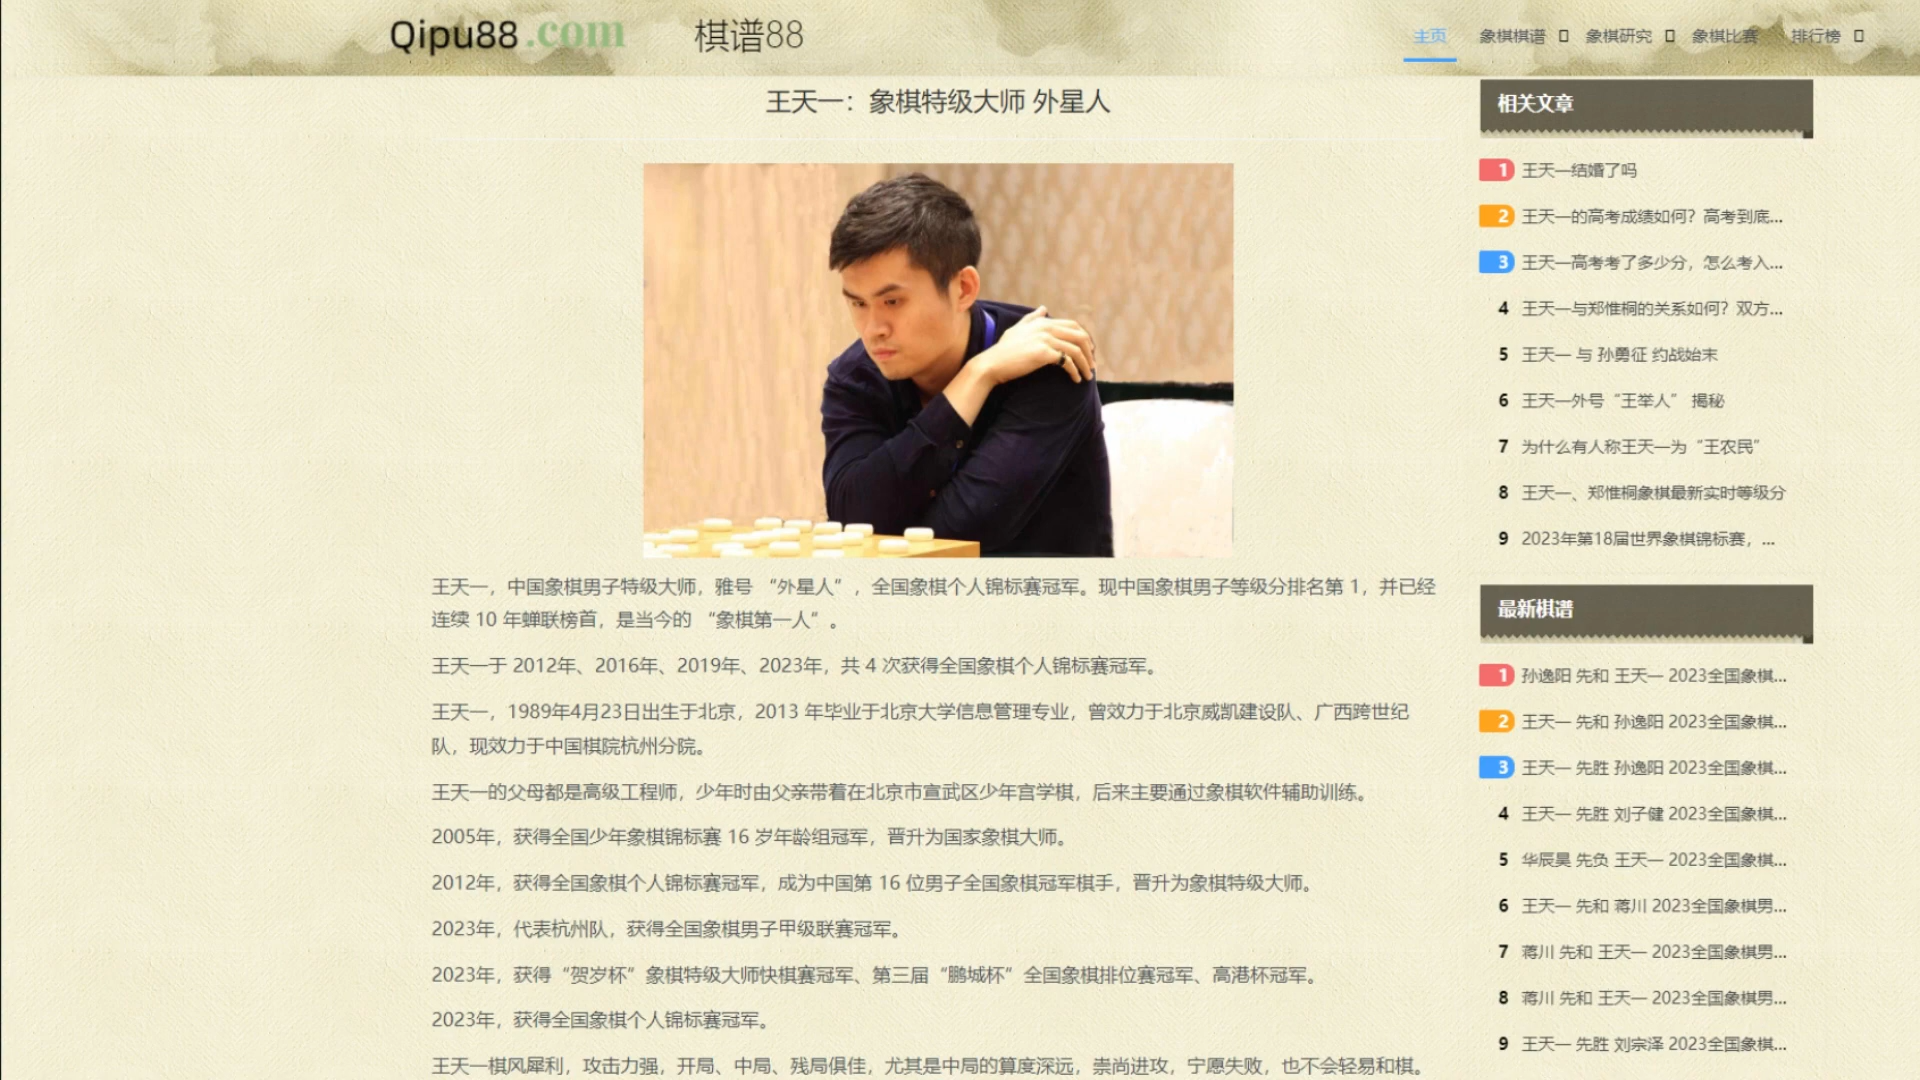 Qipu88.com
棋谱88
主页
象棋棋谱
象棋研究
象棋比赛
排行榜
王天一：象棋特级大师 外星人
王天一，中国象棋男子特级大师，雅号 “外星人” ，全国象棋个人锦标赛冠军。现中国象棋男子等级分排名第 1，并已经
连续 10 年蝉联榜首，是当今的 “象棋第一人“ 。
王天一于 2012年、2016年、2019年、2023年，共 4 次获得全国象棋个人锦标赛冠军。
王天一，1989年4月23日出生于北京，2013 年毕业于北京大学信息管理专业，曾效力于北京威凯建设队、广西跨世纪
队，现效力于中国棋院杭州分院。
王天一的父母都是高级工程师，少年时由父亲带着在北京市宣武区少年宫学棋，后来主要通过象棋软件辅助训练。
2005年，获得全国少年象棋锦标赛 16 岁年龄组冠军，晋升为国家象棋大师。
2012年，获得全国象棋个人锦标赛冠军，成为中国第 16 位男子全国象棋冠军棋手，晋升为象棋特级大师。
2023年，代表杭州队，获得全国象棋男子甲级联赛冠军。
2023年，获得“贺岁杯”象棋特级大师快棋赛冠军、第三届“鹏城杯”全国象棋排位赛冠军、高港杯冠军。
2023年，获得全国象棋个人锦标赛冠军。
王天一棋风犀利，攻击力强，开局、中局、残局俱佳，尤其是中局的算度深远，崇尚进攻，宁愿失败，也不会轻易和棋。
相关文章
1 王天一结婚了吗
2 王天一的高考成绩如何？高考到底...
3 王天一高考考了多少分，怎么考入...
4 王天一与郑惟桐的关系如何？双方...
5 王天一 与 孙勇征 约战始末
6 王天一外号“王举人” 揭秘
7 为什么有人称王天一为“王农民”
8 王天一、郑惟桐象棋最新实时等级分
9 2023年第18届世界象棋锦标赛，...
最新棋谱
1 孙逸阳 先和 王天一 2023全国象棋...
2 王天一 先和 孙逸阳 2023全国象棋...
3 王天一 先胜 孙逸阳 2023全国象棋...
4 王天一 先胜 刘子健 2023全国象棋...
5 华辰昊 先负 王天一 2023全国象棋...
6 王天一 先和 蒋川 2023全国象棋男...
7 蒋川 先和 王天一 2023全国象棋男...
8 蒋川 先和 王天一 2023全国象棋男...
9 王天一 先胜 刘宗泽 2023全国象棋...